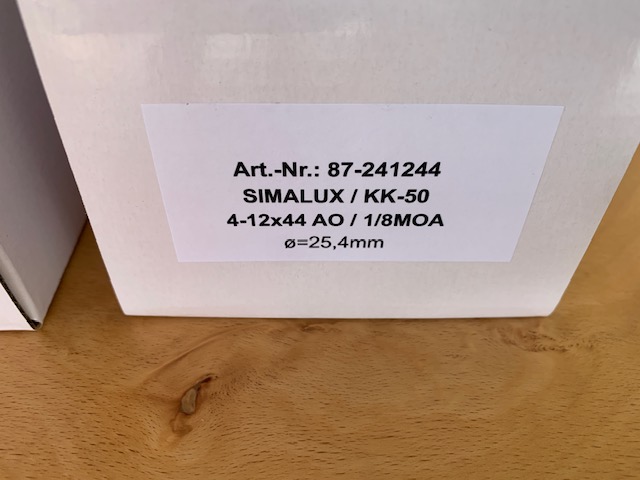 Art.-Nr.: 87-241244
SIMALUX / KK-50
4-12x44 AO / 1/8MOA
ø=25,4mm